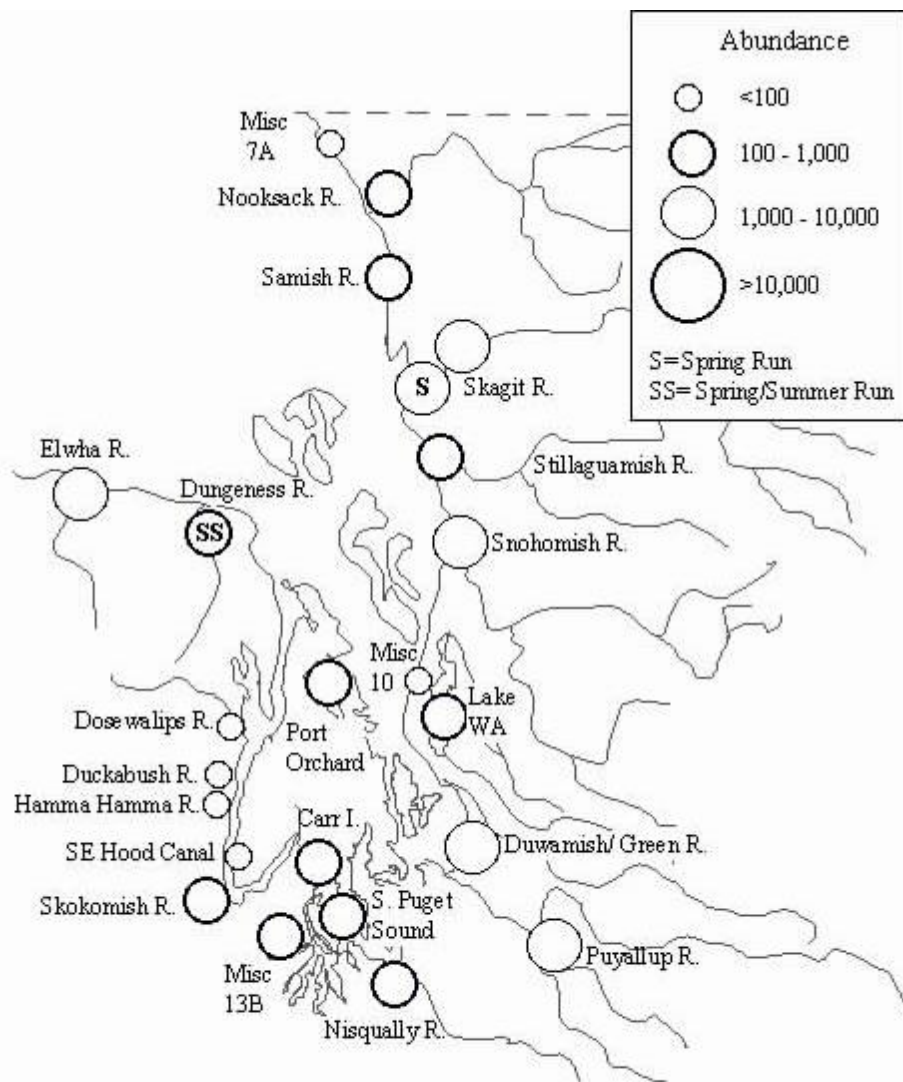 Abundance
<100
100 - 1,000
1,000 - 10,000
>10,000
S= Spring Run
SS= Spring/Summer Run
Misc
7A
Nooksack R.
Samish R.
S
Skagit R.
Elwha R.
Dungeness R.
SS
Stillaguamish R.
Snohomish R.
Misc
10
Lake
WA
Dosewalips R.
Port
Orchard
Duckabush R.
Hamma Hamma R.
Carr I.
SE Hood Canal
Duwamish/ Green R.
Skokomish R.
S. Puget
Sound
Misc
13B
Puyallup R.
Nisqually R.